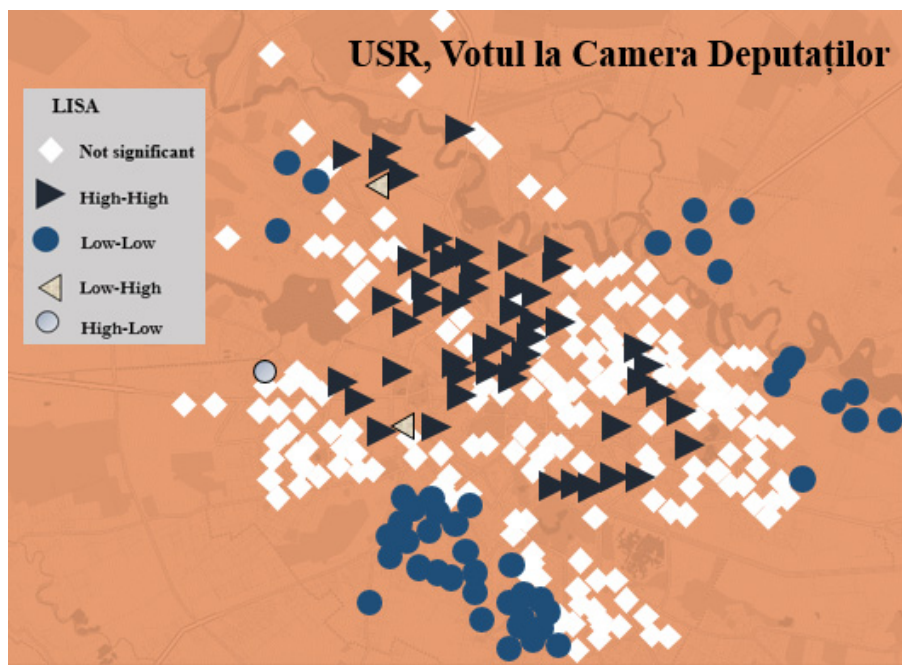 USR, Votul la Camera Deputaților
LISA
Not significant
High-High
Low-Low
Low-High
High-Low